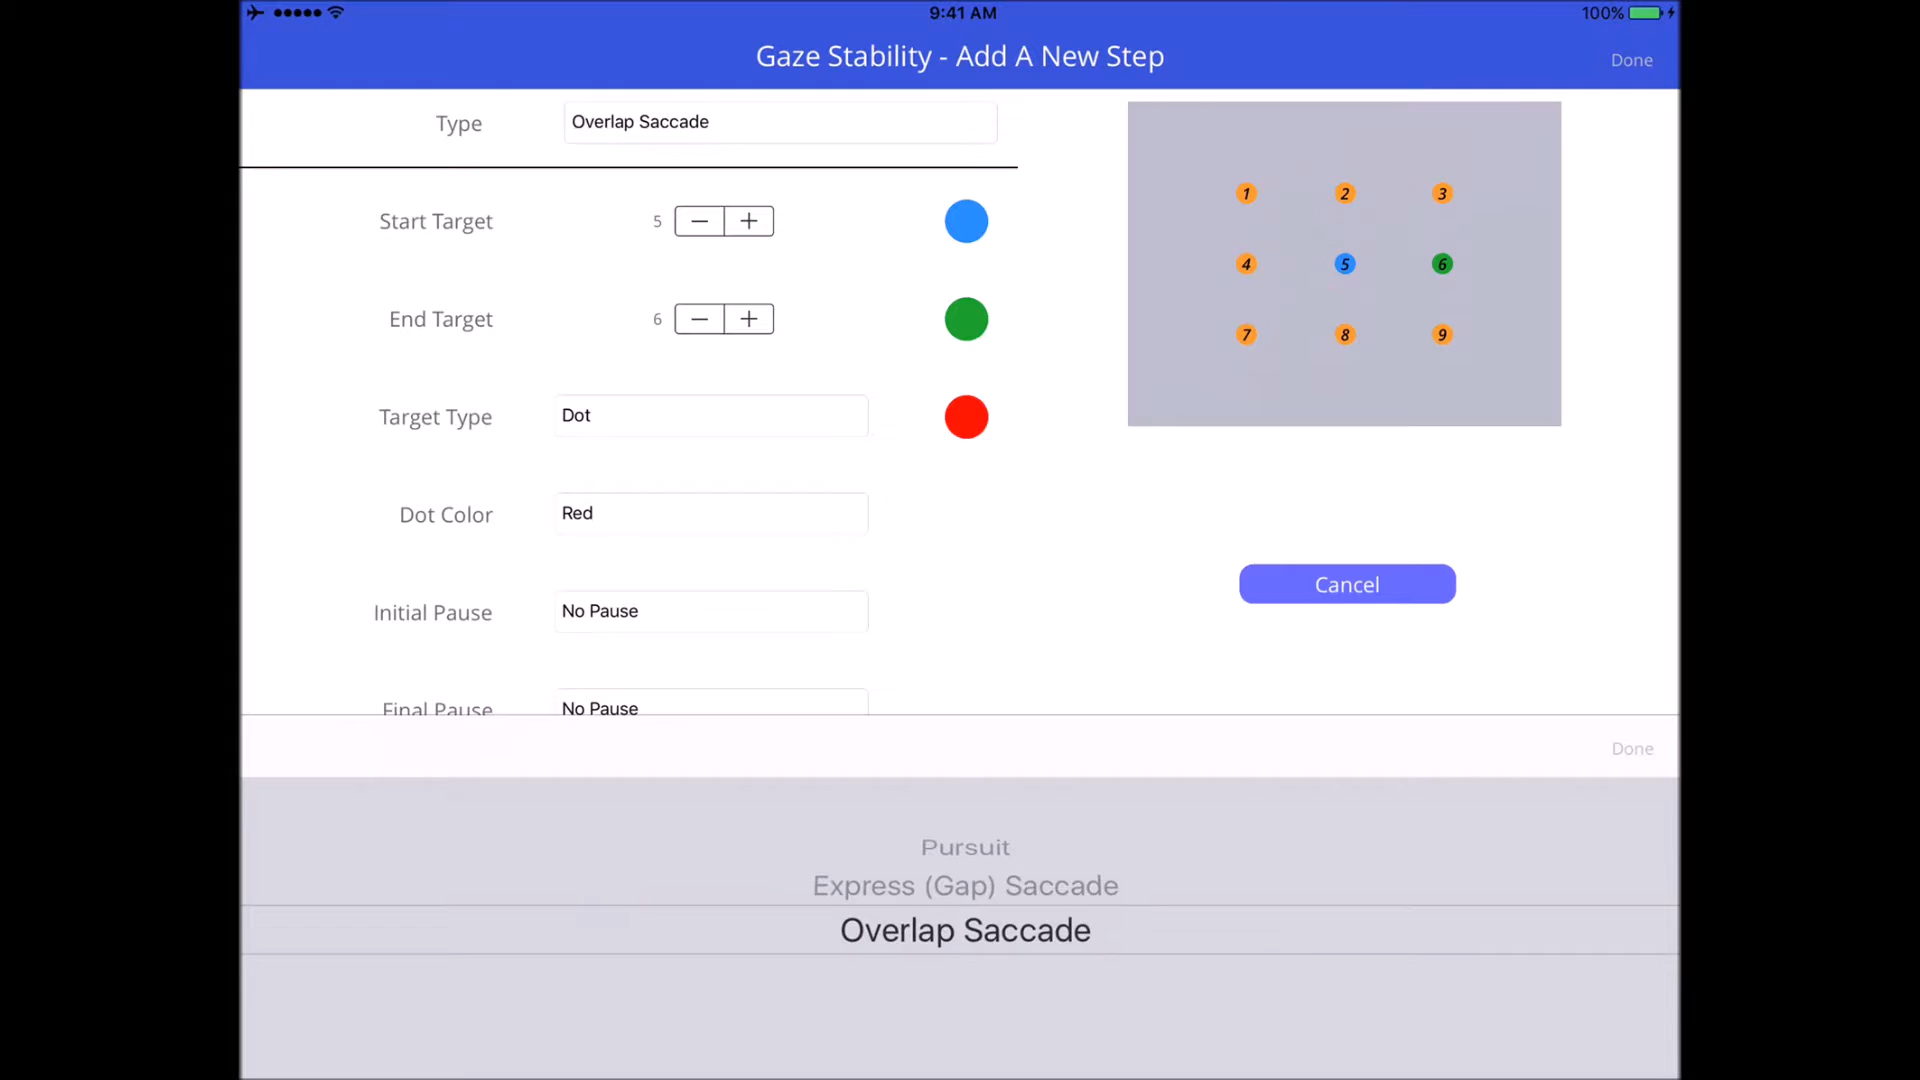 9:41 AM
100%
Gaze Stability - Add A New Step
Done
Type
Overlap Saccade
Start Target
5
End Target
6
Target Type
Dot
Dot Color
Red
Initial Pause
No Pause
Final Pause
No Pause
1 2 3
4 5 6
7 8 9
Cancel
Done
Pursuit
Express (Gap) Saccade
Overlap Saccade